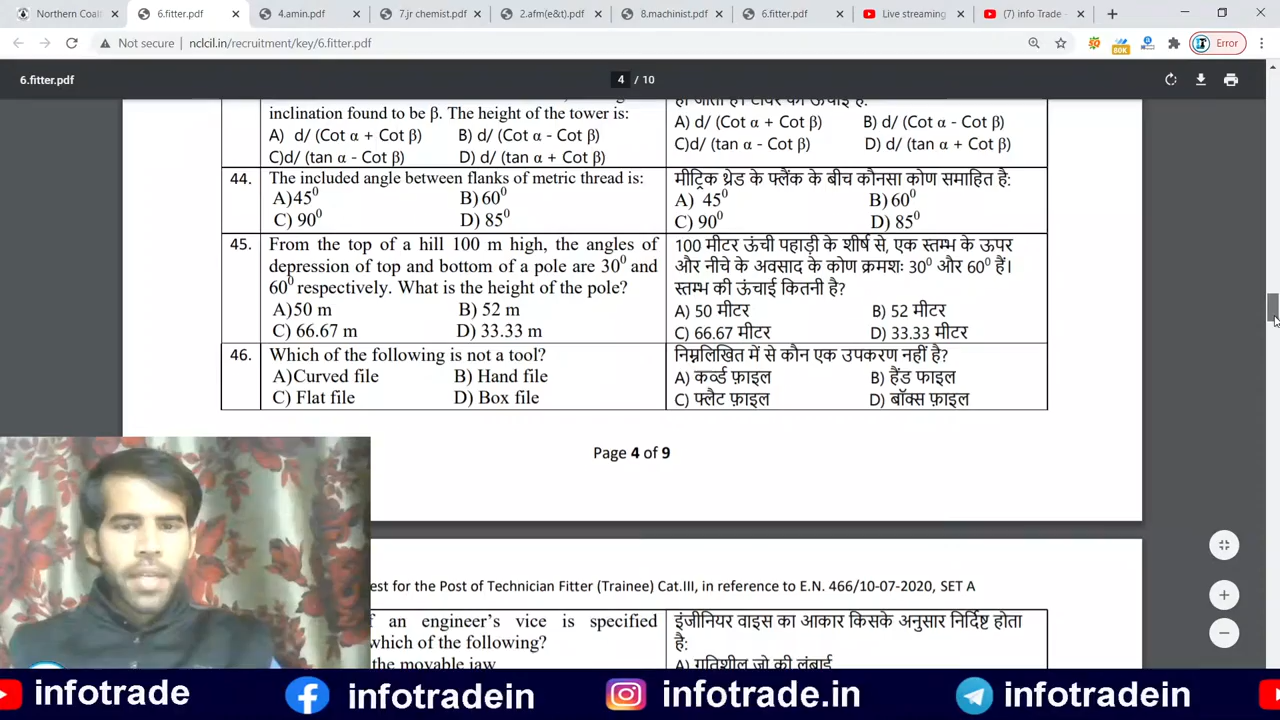 Northern Coal
6.fitter.pdf
4.amin.pdf
7.jr chemist.pdf
2.afm(e&t).pdf
8.machinist.pdf
6.fitter.pdf
Live streaming
(7) info Trade -
Not secure
nclcil.in/recruitment/key/6.fitter.pdf
BDK
Error
6.fitter.pdf
4 / 10
inclination found to be β. The height of the tower is:
A) d/ (Cot α + Cot β) B) d/ (Cot α - Cot β)
C)d/ (tan α - Cot β) D) d/ (tan α + Cot β)
A) d/ (Cot α + Cot β) B) d/ (Cot α - Cot β)
C)d/ (tan α - Cot β) D) d/ (tan α + Cot β)
44.
The included angle between flanks of metric thread is:
A)45⁰ B) 60⁰
C) 90⁰ D) 85⁰
मीट्रिक थ्रेड के फ्लैंक के बीच कौनसा कोण समाहित है:
A) 45⁰ B) 60⁰
C) 90⁰ D) 85⁰
45.
From the top of a hill 100 m high, the angles of
depression of top and bottom of a pole are 30⁰ and
60⁰ respectively. What is the height of the pole?
A)50 m B) 52 m
C) 66.67 m D) 33.33 m
100 मीटर ऊंची पहाड़ी के शीर्ष से, एक स्तम्भ के ऊपर
और नीचे के अवसाद के कोण क्रमशः 30⁰ और 60⁰ हैं।
स्तम्भ की ऊंचाई कितनी है?
A) 50 मीटर B) 52 मीटर
C) 66.67 मीटर D) 33.33 मीटर
46.
Which of the following is not a tool?
A)Curved file B) Hand file
C) Flat file D) Box file
निम्नलिखित में से कौन एक उपकरण नहीं है?
A) कर्व्ड फ़ाइल B) हैंड फाइल
C) फ्लैट फ़ाइल D) बॉक्स फ़ाइल
Page 4 of 9
est for the Post of Technician Fitter (Trainee) Cat.III, in reference to E.N. 466/10-07-2020, SET A
f an engineer's vice is specified
which of the following?
the movable jaw
इंजीनियर वाइस का आकार किसके अनुसार निर्दिष्ट होता
है:
A) गतिशील जो की लंबाई
infotrade
infotradein
infotrade.in
infotradein